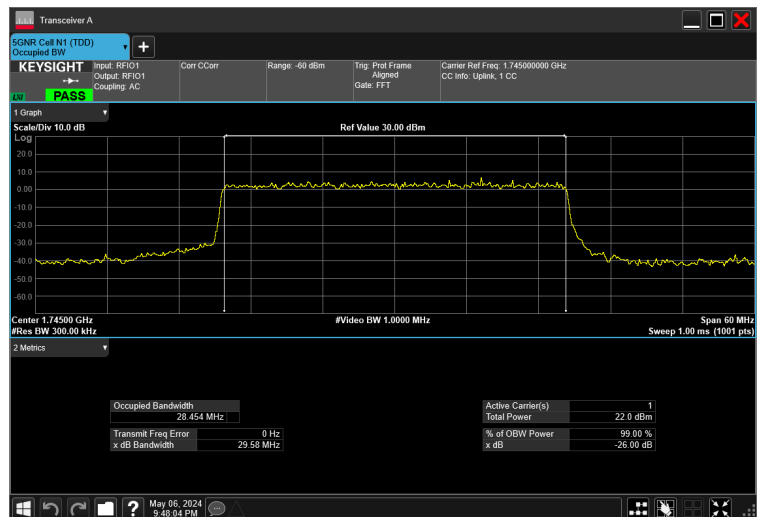 Transceiver A
5GNR Cell N1 (TDD)
Occupied BW
KEYSIGHT
Input: RFIO1
Output: RFIO1
Coupling: AC
Corr CCorr
Range: -60 dBm
Trig: Prot Frame
Aligned
Gate: FFT
Carrier Ref Freq: 1.745000000 GHz
CC Info: Uplink, 1 CC
LXI
PASS
1 Graph
Scale/Div 10.0 dB
Ref Value 30.00 dBm
Log
20.0
10.0
0.00
-10.0
-20.0
-30.0
-40.0
-50.0
-60.0
Center 1.74500 GHz
#Video BW 1.0000 MHz
Span 60 MHz
#Res BW 300.00 kHz
Sweep 1.00 ms (1001 pts)
2 Metrics
Occupied Bandwidth
28.454 MHz
Active Carrier(s) 1
Total Power 22.0 dBm
Transmit Freq Error 0 Hz
x dB Bandwidth 29.58 MHz
% of OBW Power 99.00 %
x dB -26.00 dB
May 06, 2024
9:48:04 PM